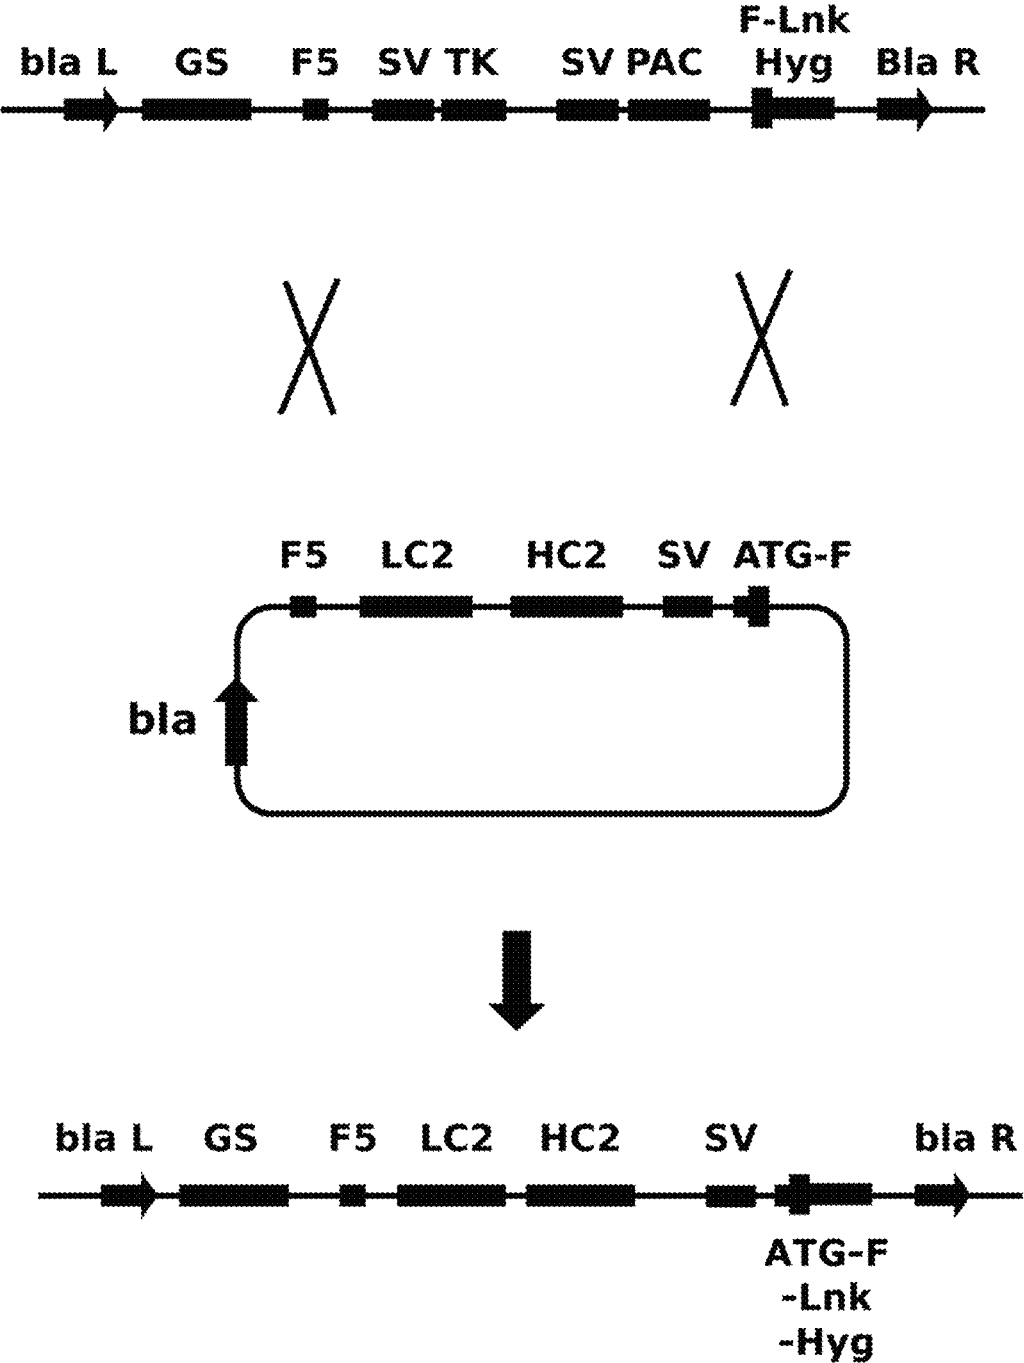 F-Lnk
bla L GS F5 SV TK SV PAC Hyg Bla R
F5 LC2 HC2 SV ATG-F
bla
bla L GS F5 LC2 HC2 SV bla R
ATG-F
-Lnk
-Hyg